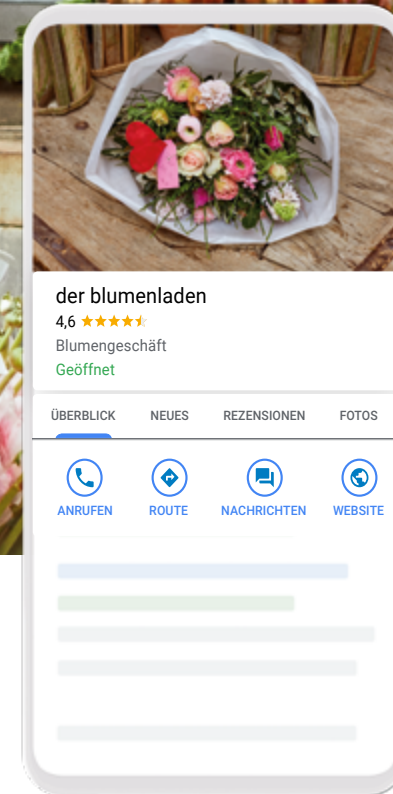 der blumenladen
4,6
Blumengeschäft
Geöffnet
ÜBERBLICK NEUES REZENSIONEN FOTOS
ANRUFEN ROUTE NACHRICHTEN WEBSITE